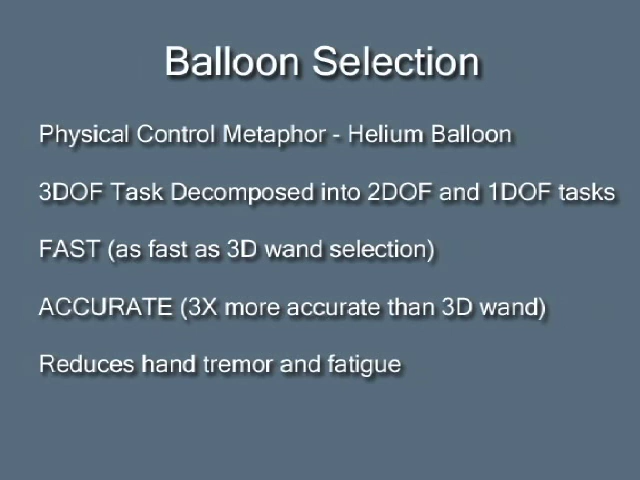 Balloon Selection
Physical Control Metaphor - Helium Balloon
3DOF Task Decomposed into 2DOF and 1DOF tasks
FAST (as fast as 3D wand selection)
ACCURATE (3X more accurate than 3D wand)
Reduces hand tremor and fatigue